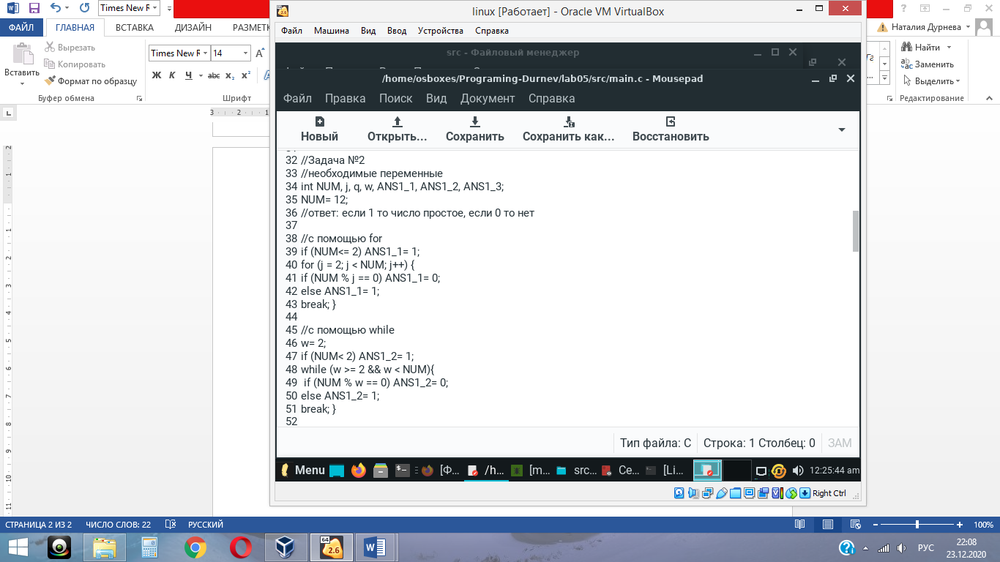 Times New R
ФАЙЛ
ГЛАВНАЯ
ВСТАВКА
ДИЗАЙН
РАЗМЕТК
Вырезать
Копировать
Формат по образцу
Вставить
Буфер обмена
Times New R
14
Ж К Ч abc x₂ x²
Шрифт
linux [Работает] - Oracle VM VirtualBox
Файл Машина Вид Ввод Устройства Справка
src - Файловый менеджер
/home/osboxes/Programing-Durnev/lab05/src/main.c - Mousepad
Файл Правка Поиск Вид Документ Справка
Новый Открыть... Сохранить Сохранить как... Восстановить
32 //Задача №2
33 //необходимые переменные
34 int NUM, j, q, w, ANS1_1, ANS1_2, ANS1_3;
35 NUM= 12;
36 //ответ: если 1 то число простое, если 0 то нет
37
38 //с помощью for
39 if (NUM<= 2) ANS1_1= 1;
40 for (j = 2; j < NUM; j++) {
41 if (NUM % j == 0) ANS1_1= 0;
42 else ANS1_1= 1;
43 break; }
44
45 //с помощью while
46 w= 2;
47 if (NUM< 2) ANS1_2= 1;
48 while (w >= 2 && w < NUM){
49  if (NUM % w == 0) ANS1_2= 0;
50 else ANS1_2= 1;
51 break; }
52
Тип файла: C Строка: 1 Столбец: 0 ЗАМ
Menu [Ф... /h... [m... src... Се... [Li... 12:25:44 am
Right Ctrl
Наталия Дурнева
Найти
Заменить
Выделить
Редактирование
СТРАНИЦА 2 ИЗ 2 ЧИСЛО СЛОВ: 22 РУССКИЙ
100%
64
2.6
РУС
22:08
23.12.2020